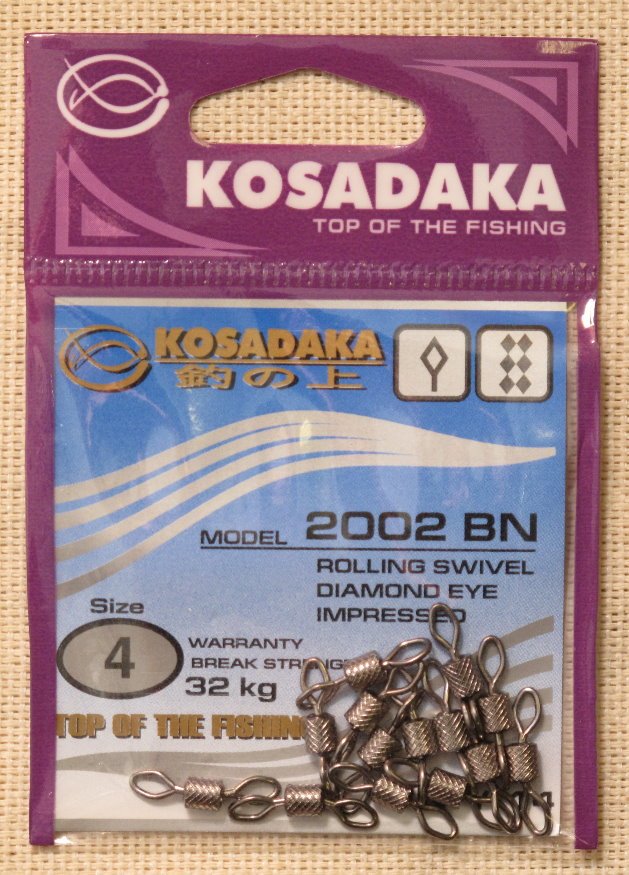 KOSADAKA
TOP OF THE FISHING
KOSADAKA
釣の上
MODEL 2002 BN
ROLLING SWIVEL
DIAMOND EYE
IMPRESSED
Size
4
WARRANTY
BREAK
32 kg
TOP OF THE FISHING